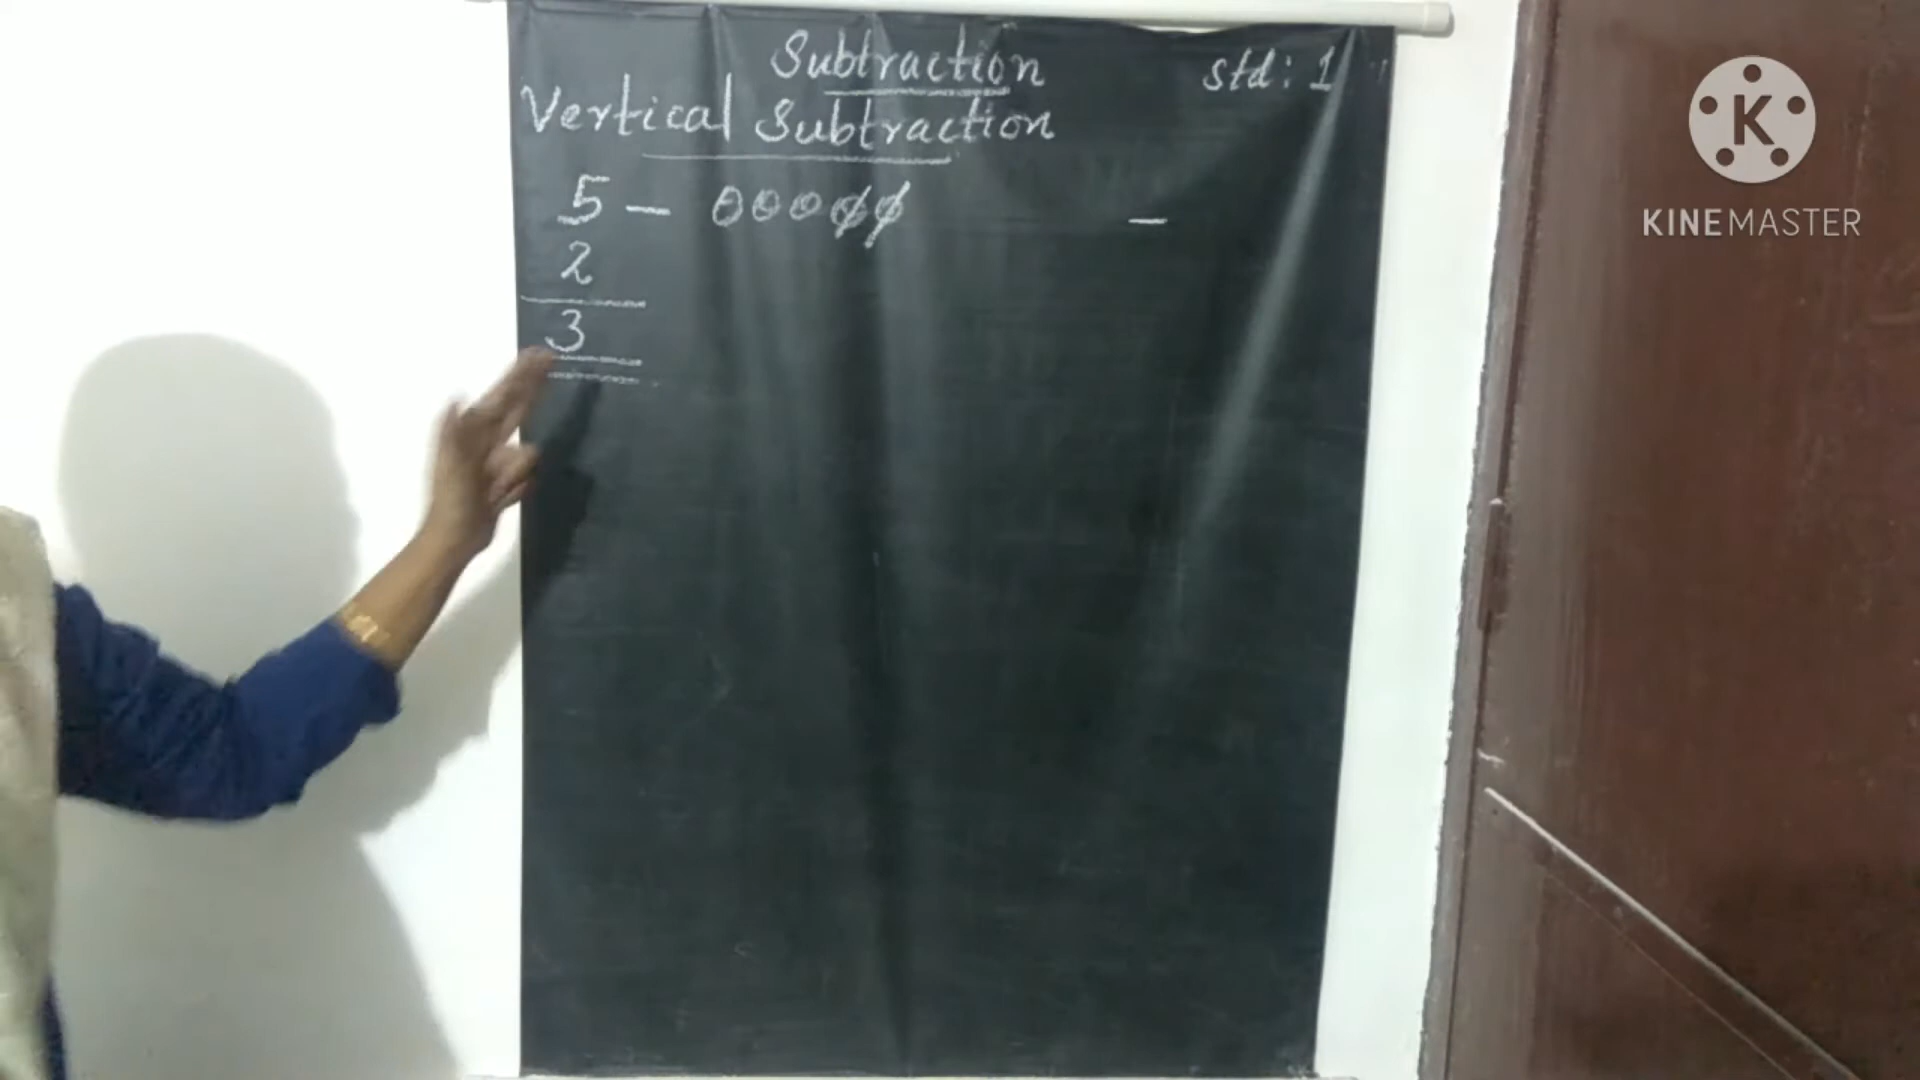 Subtraction
std: 1
Vertical Subtraction
5 – 00000 –
2
3
K
KINEMASTER